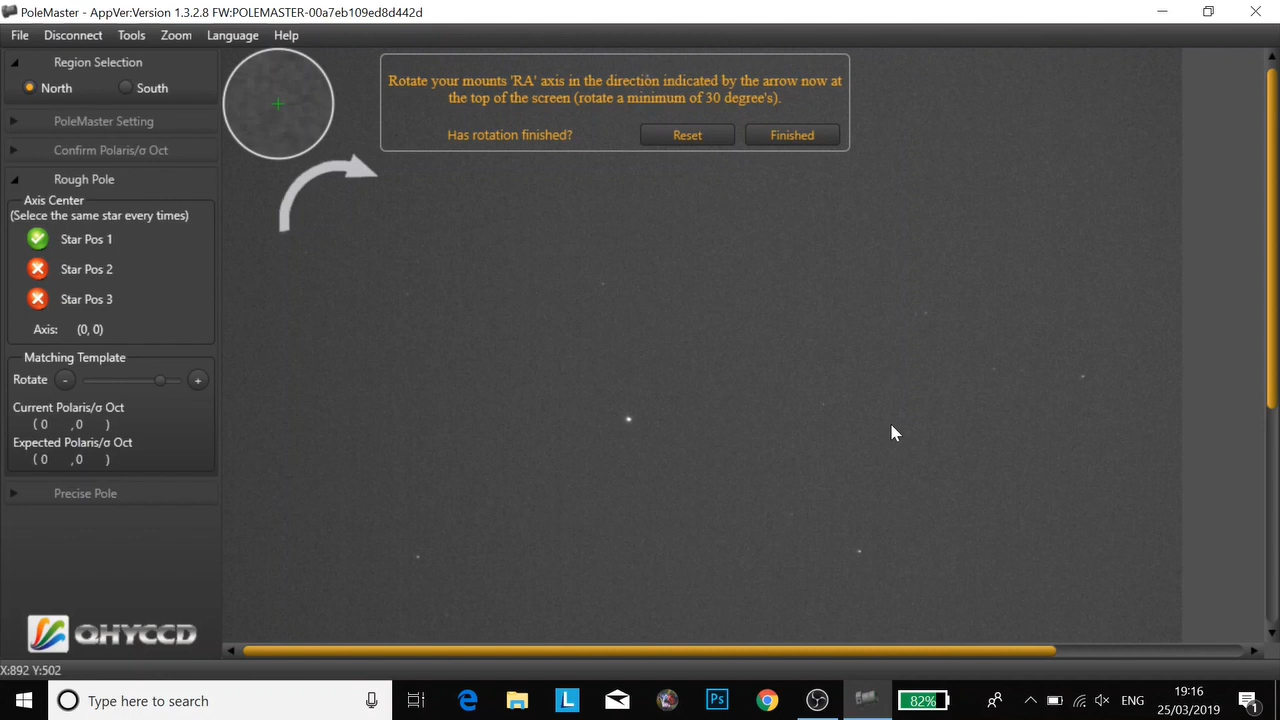 PoleMaster - AppVer:Version 1.3.2.8 FW:POLEMASTER-00a7eb109ed8d442d
File Disconnect Tools Zoom Language Help
Region Selection
North South
PoleMaster Setting
Confirm Polaris/σ Oct
Rough Pole
Axis Center
(Selece the same star every times)
Star Pos 1
Star Pos 2
Star Pos 3
Axis: (0, 0)
Matching Template
Rotate - +
Current Polaris/σ Oct
( 0 ,0 )
Expected Polaris/σ Oct
( 0 ,0 )
Precise Pole
QHYCCD
Rotate your mounts 'RA' axis in the direction indicated by the arrow now at
the top of the screen (rotate a minimum of 30 degree's).
Has rotation finished? Reset Finished
X:892 Y:502
Type here to search
L
Ps
82%
ENG
19:16
25/03/2019
1